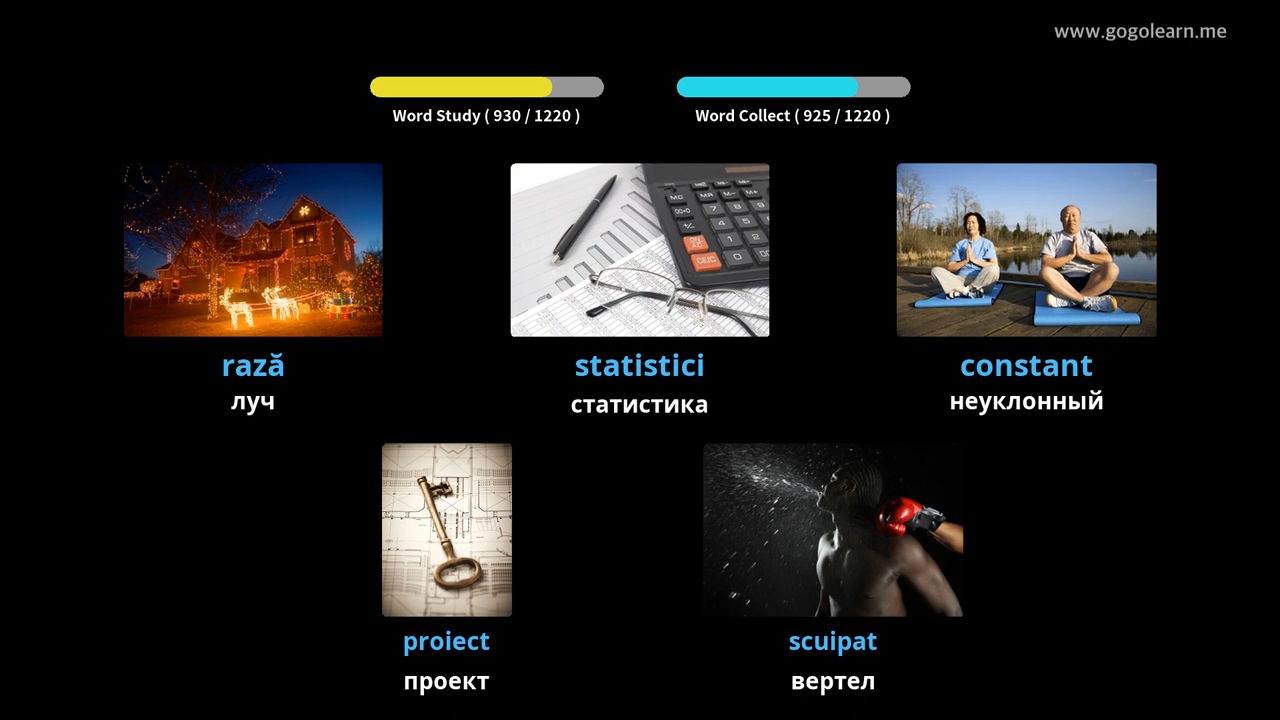 www.gogolearn.me
Word Study ( 930 / 1220 )
Word Collect ( 925 / 1220 )
rază
statistici
constant
луч
статистика
неуклонный
proiect
scuipat
проект
вертел